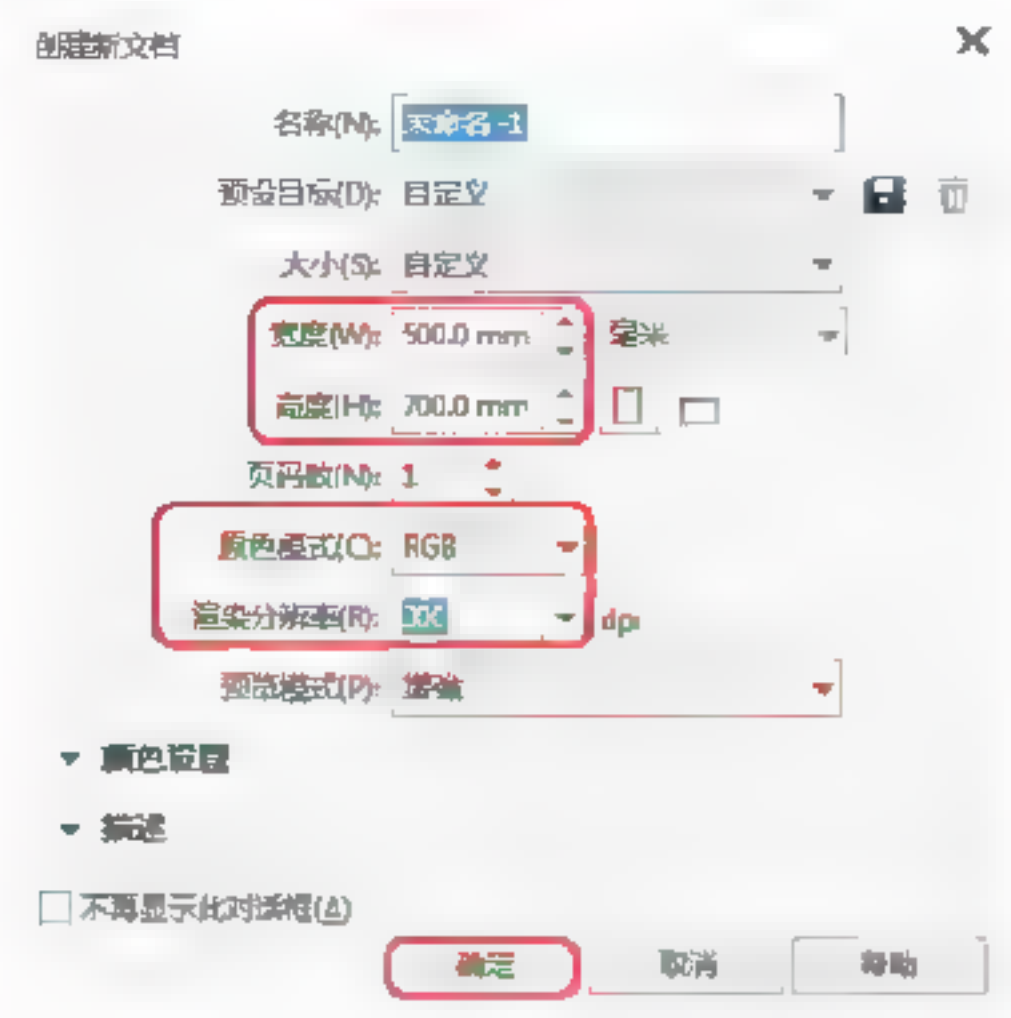 创建新文档
名称(N): 未命名 -1
预设目标(D): 自定义
大小(S): 自定义
宽度(W): 500.0 mm 毫米
高度(H): 700.0 mm
页码数(N): 1
颜色模式(C): RGB
渲染分辨率(R): dpi
预览模式(P): 增强
颜色设置
描述
不再显示此对话框(A)
确定 取消 帮助